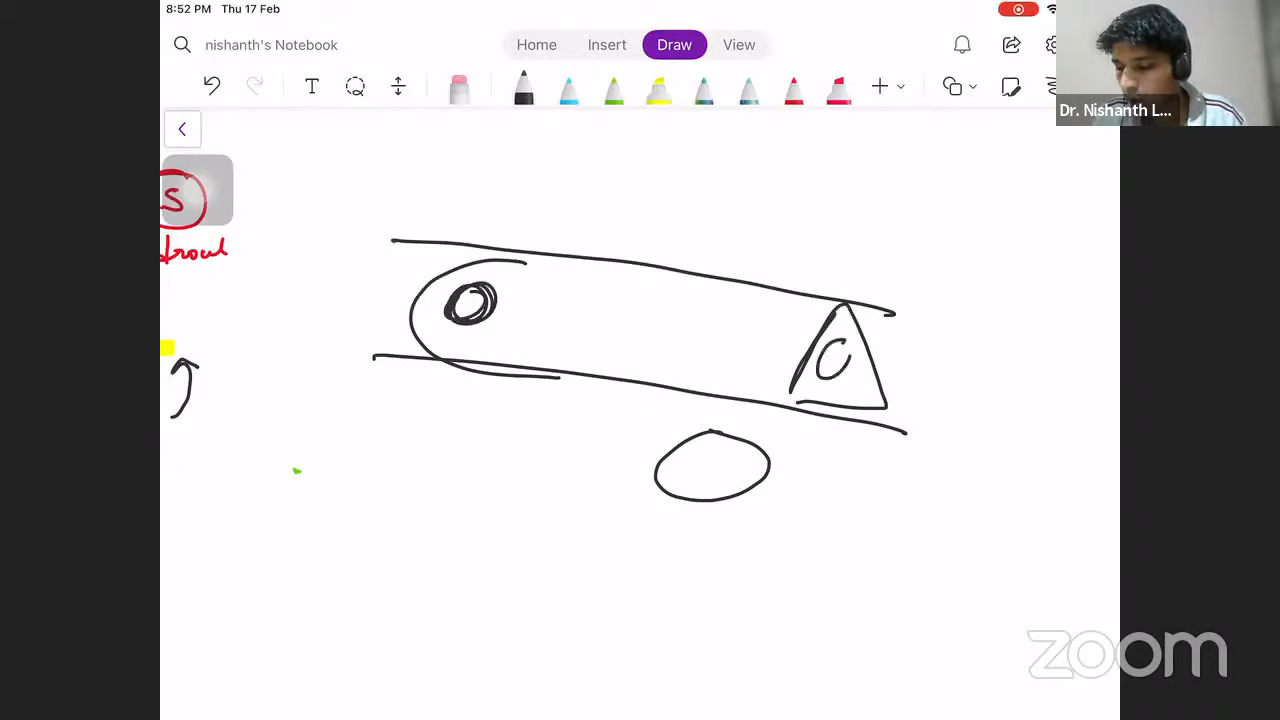 8:52 PM Thu 17 Feb
nishanth's Notebook
Home Insert Draw View
T
Dr. Nishanth L...
S
C
zoom